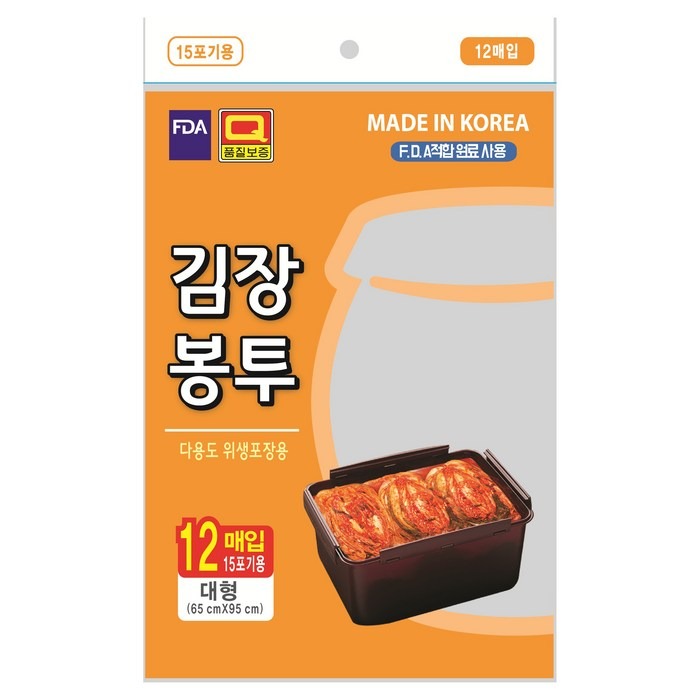 15포기용
12매입
FDA
Q
품질보증
MADE IN KOREA
F.D.A적합 원료 사용
김장
봉투
다용도 위생포장용
12 매입
15포기용
대형
(65 cmX95 cm)